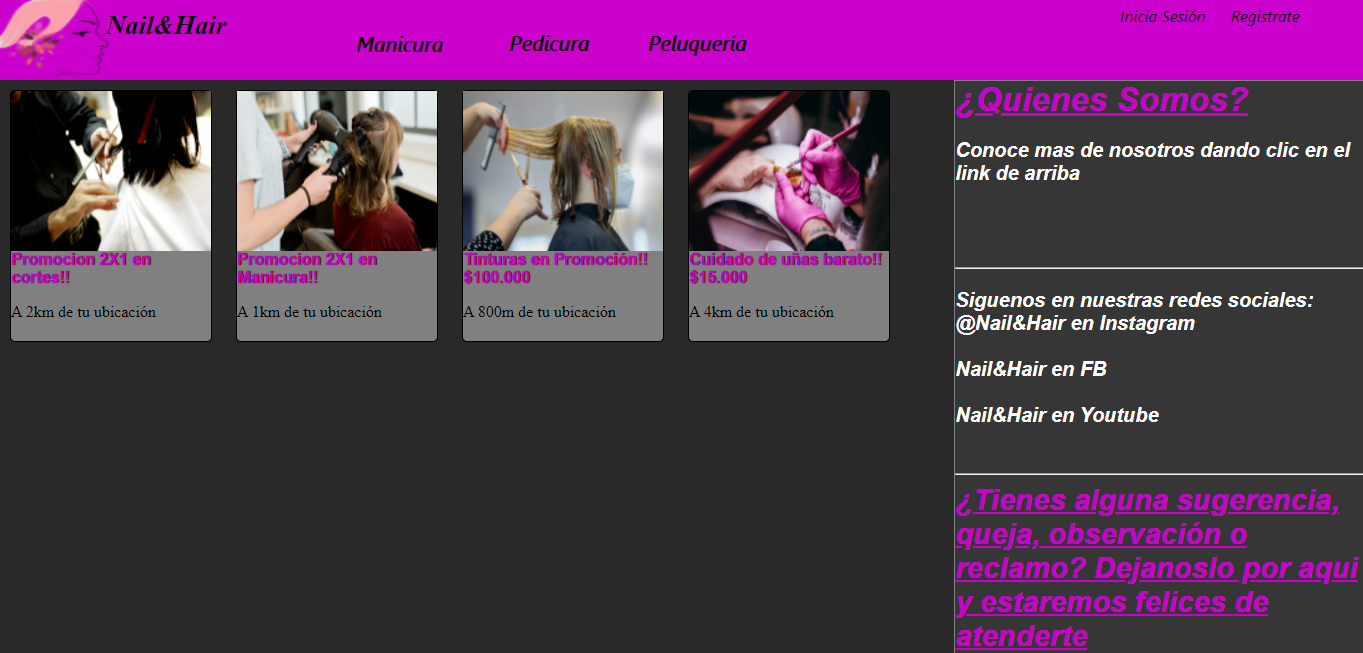 Nail&Hair
Manicura
Pedicura
Peluquería
Inicia Sesión
Registrate
Promocion 2X1 en
cortes!!
A 2km de tu ubicación
Promocion 2X1 en
Manicura!!
A 1km de tu ubicación
Tinturas en Promoción!!
$100.000
A 800m de tu ubicación
Cuidado de uñas barato!!
$15.000
A 4km de tu ubicación
¿Quienes Somos?
Conoce mas de nosotros dando clic en el
link de arriba
Siguenos en nuestras redes sociales:
@Nail&Hair en Instagram
Nail&Hair en FB
Nail&Hair en Youtube
¿Tienes alguna sugerencia,
queja, observación o
reclamo? Dejanoslo por aqui
y estaremos felices de
atenderte